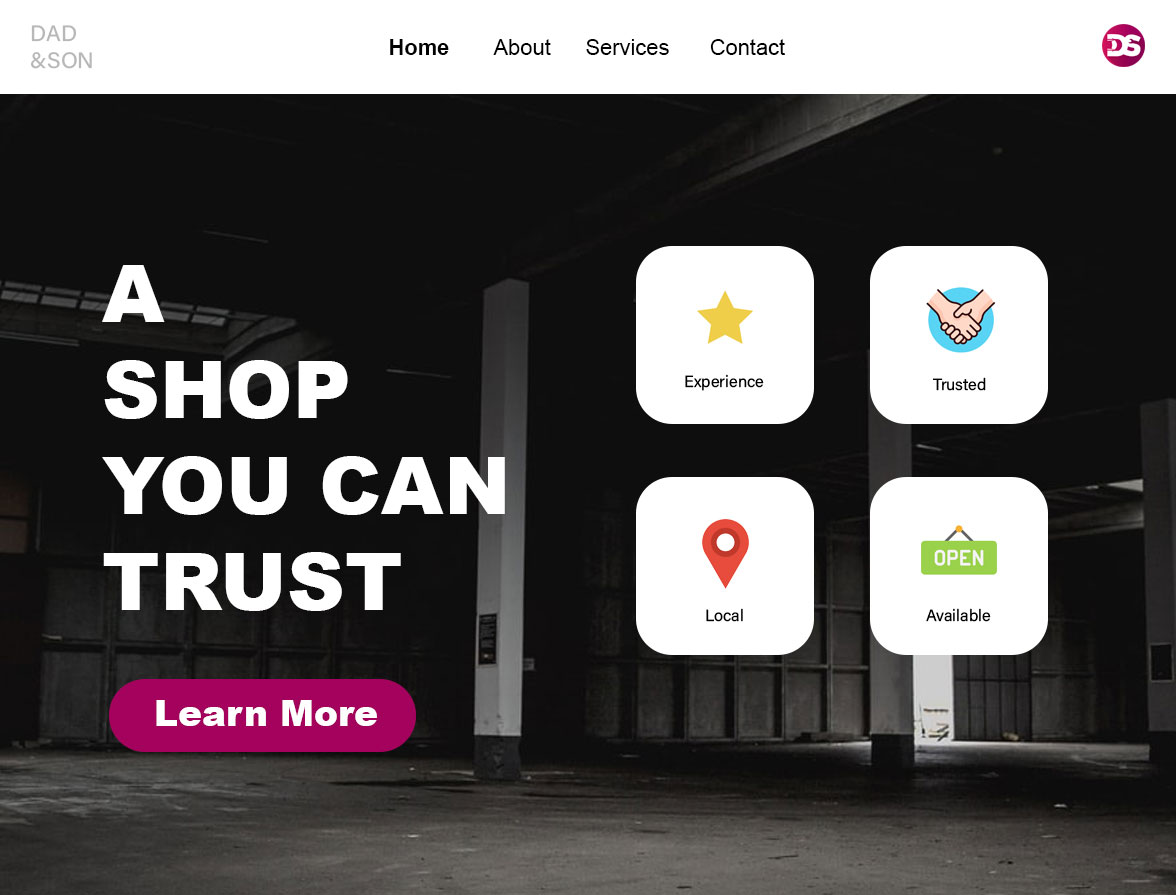 DAD
&SON
Home About Services Contact
DS
A
SHOP
YOU CAN
TRUST
Learn More
Experience
Trusted
Local
OPEN
Available